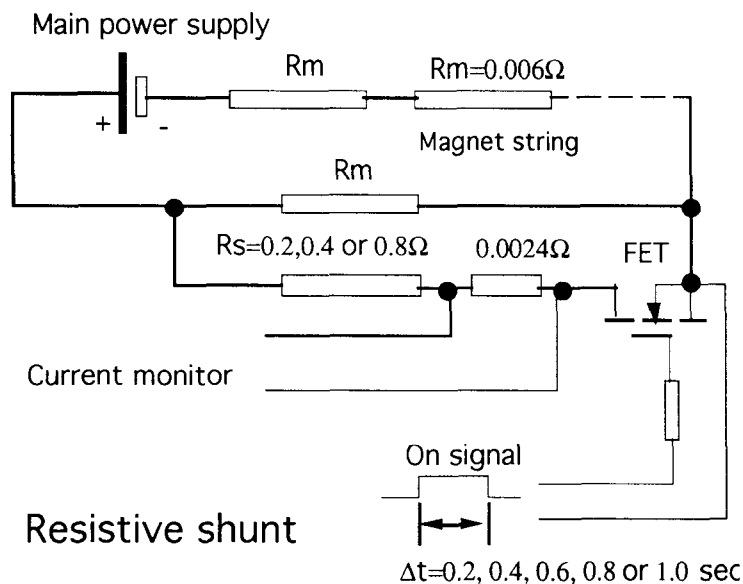 Main power supply
Rm
Rm=0.006Ω
+
-
Magnet string
Rm
Rs=0.2,0.4 or 0.8Ω
0.0024Ω
FET
Current monitor
On signal
Resistive shunt
Δt=0.2, 0.4, 0.6, 0.8 or 1.0 sec